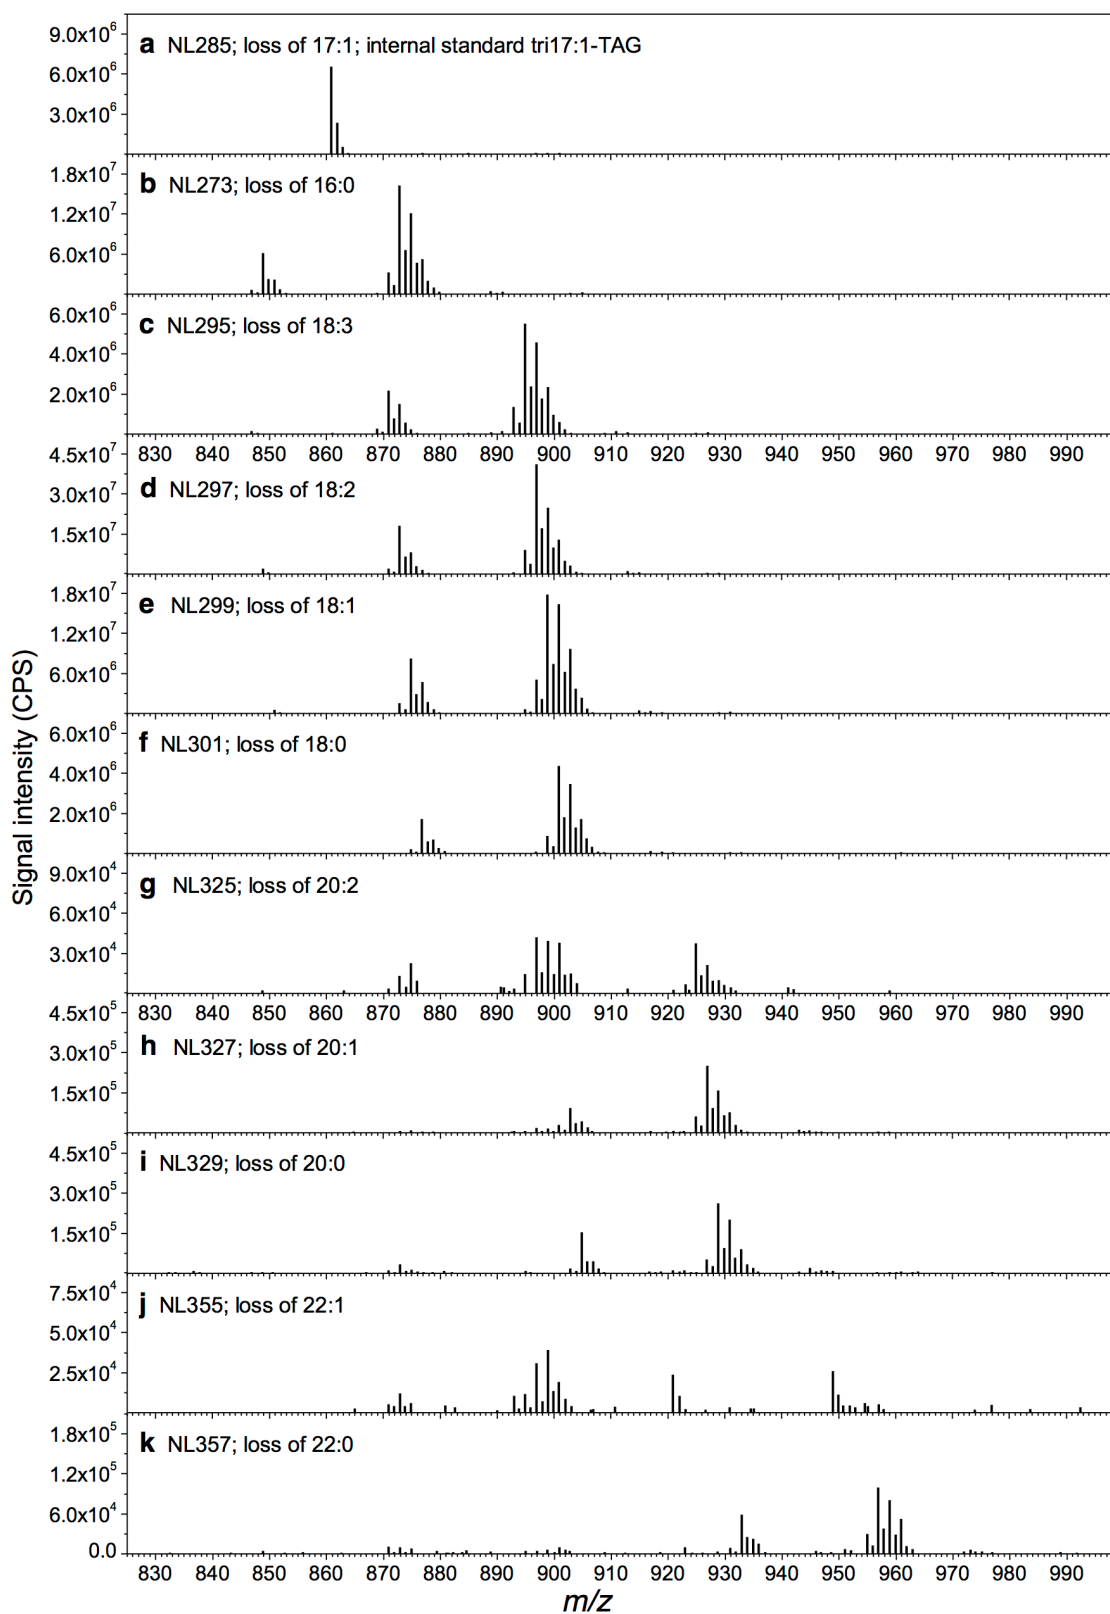 9.0x10⁶
a NL285; loss of 17:1; internal standard tri17:1-TAG
6.0x10⁶
3.0x10⁶
1.8x10⁷
b NL273; loss of 16:0
1.2x10⁷
6.0x10⁶
6.0x10⁶
c NL295; loss of 18:3
4.0x10⁶
2.0x10⁶
830 840 850 860 870 880 890 900 910 920 930 940 950 960 970 980 990
4.5x10⁷
d NL297; loss of 18:2
3.0x10⁷
1.5x10⁷
1.8x10⁷
e NL299; loss of 18:1
1.2x10⁷
6.0x10⁶
6.0x10⁶
f NL301; loss of 18:0
4.0x10⁶
2.0x10⁶
Signal intensity (CPS)
9.0x10⁴
g NL325; loss of 20:2
6.0x10⁴
3.0x10⁴
830 840 850 860 870 880 890 900 910 920 930 940 950 960 970 980 990
4.5x10⁵
h NL327; loss of 20:1
3.0x10⁵
1.5x10⁵
4.5x10⁵
i NL329; loss of 20:0
3.0x10⁵
1.5x10⁵
7.5x10⁴
j NL355; loss of 22:1
5.0x10⁴
2.5x10⁴
1.8x10⁵
k NL357; loss of 22:0
1.2x10⁵
6.0x10⁴
0.0
830 840 850 860 870 880 890 900 910 920 930 940 950 960 970 980 990
m/z